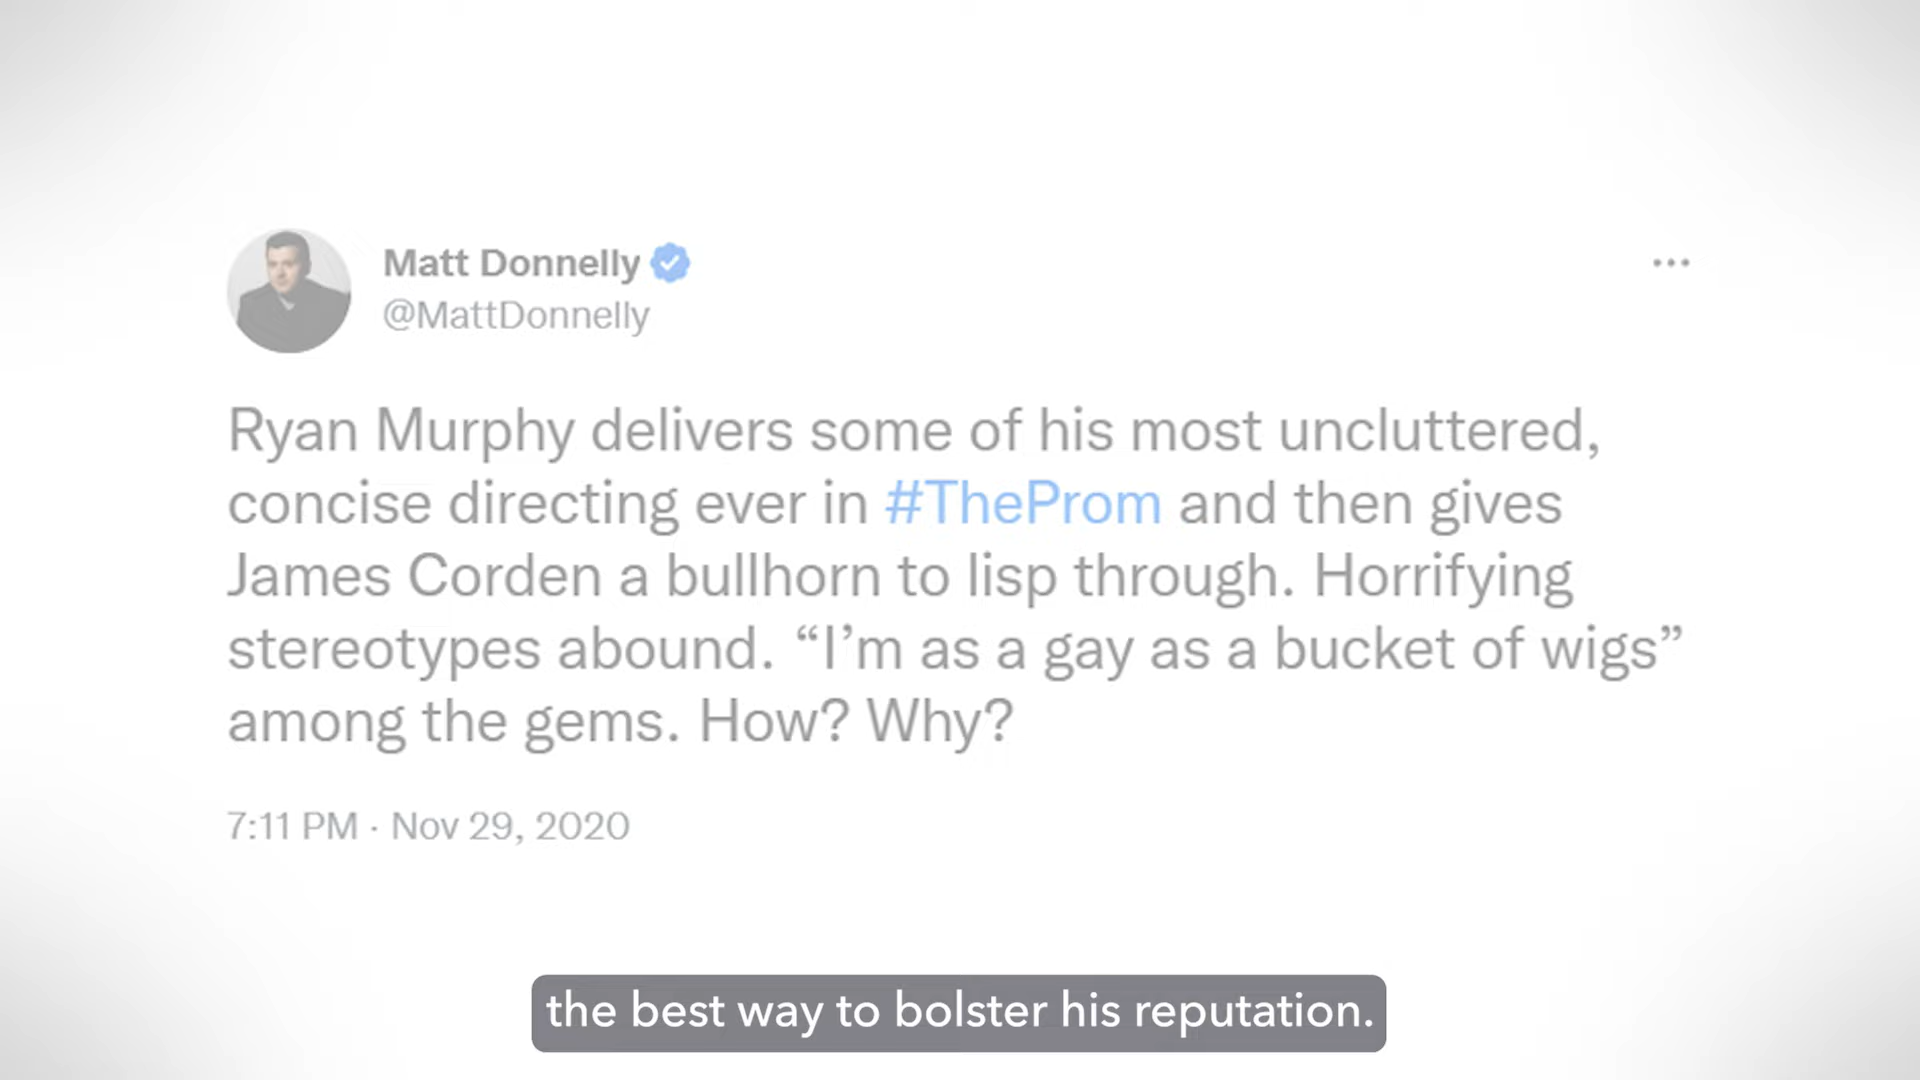 Matt Donnelly
@MattDonnelly
Ryan Murphy delivers some of his most uncluttered,
concise directing ever in #TheProm and then gives
James Corden a bullhorn to lisp through. Horrifying
stereotypes abound. “I’m as a gay as a bucket of wigs”
among the gems. How? Why?
7:11 PM · Nov 29, 2020
the best way to bolster his reputation.